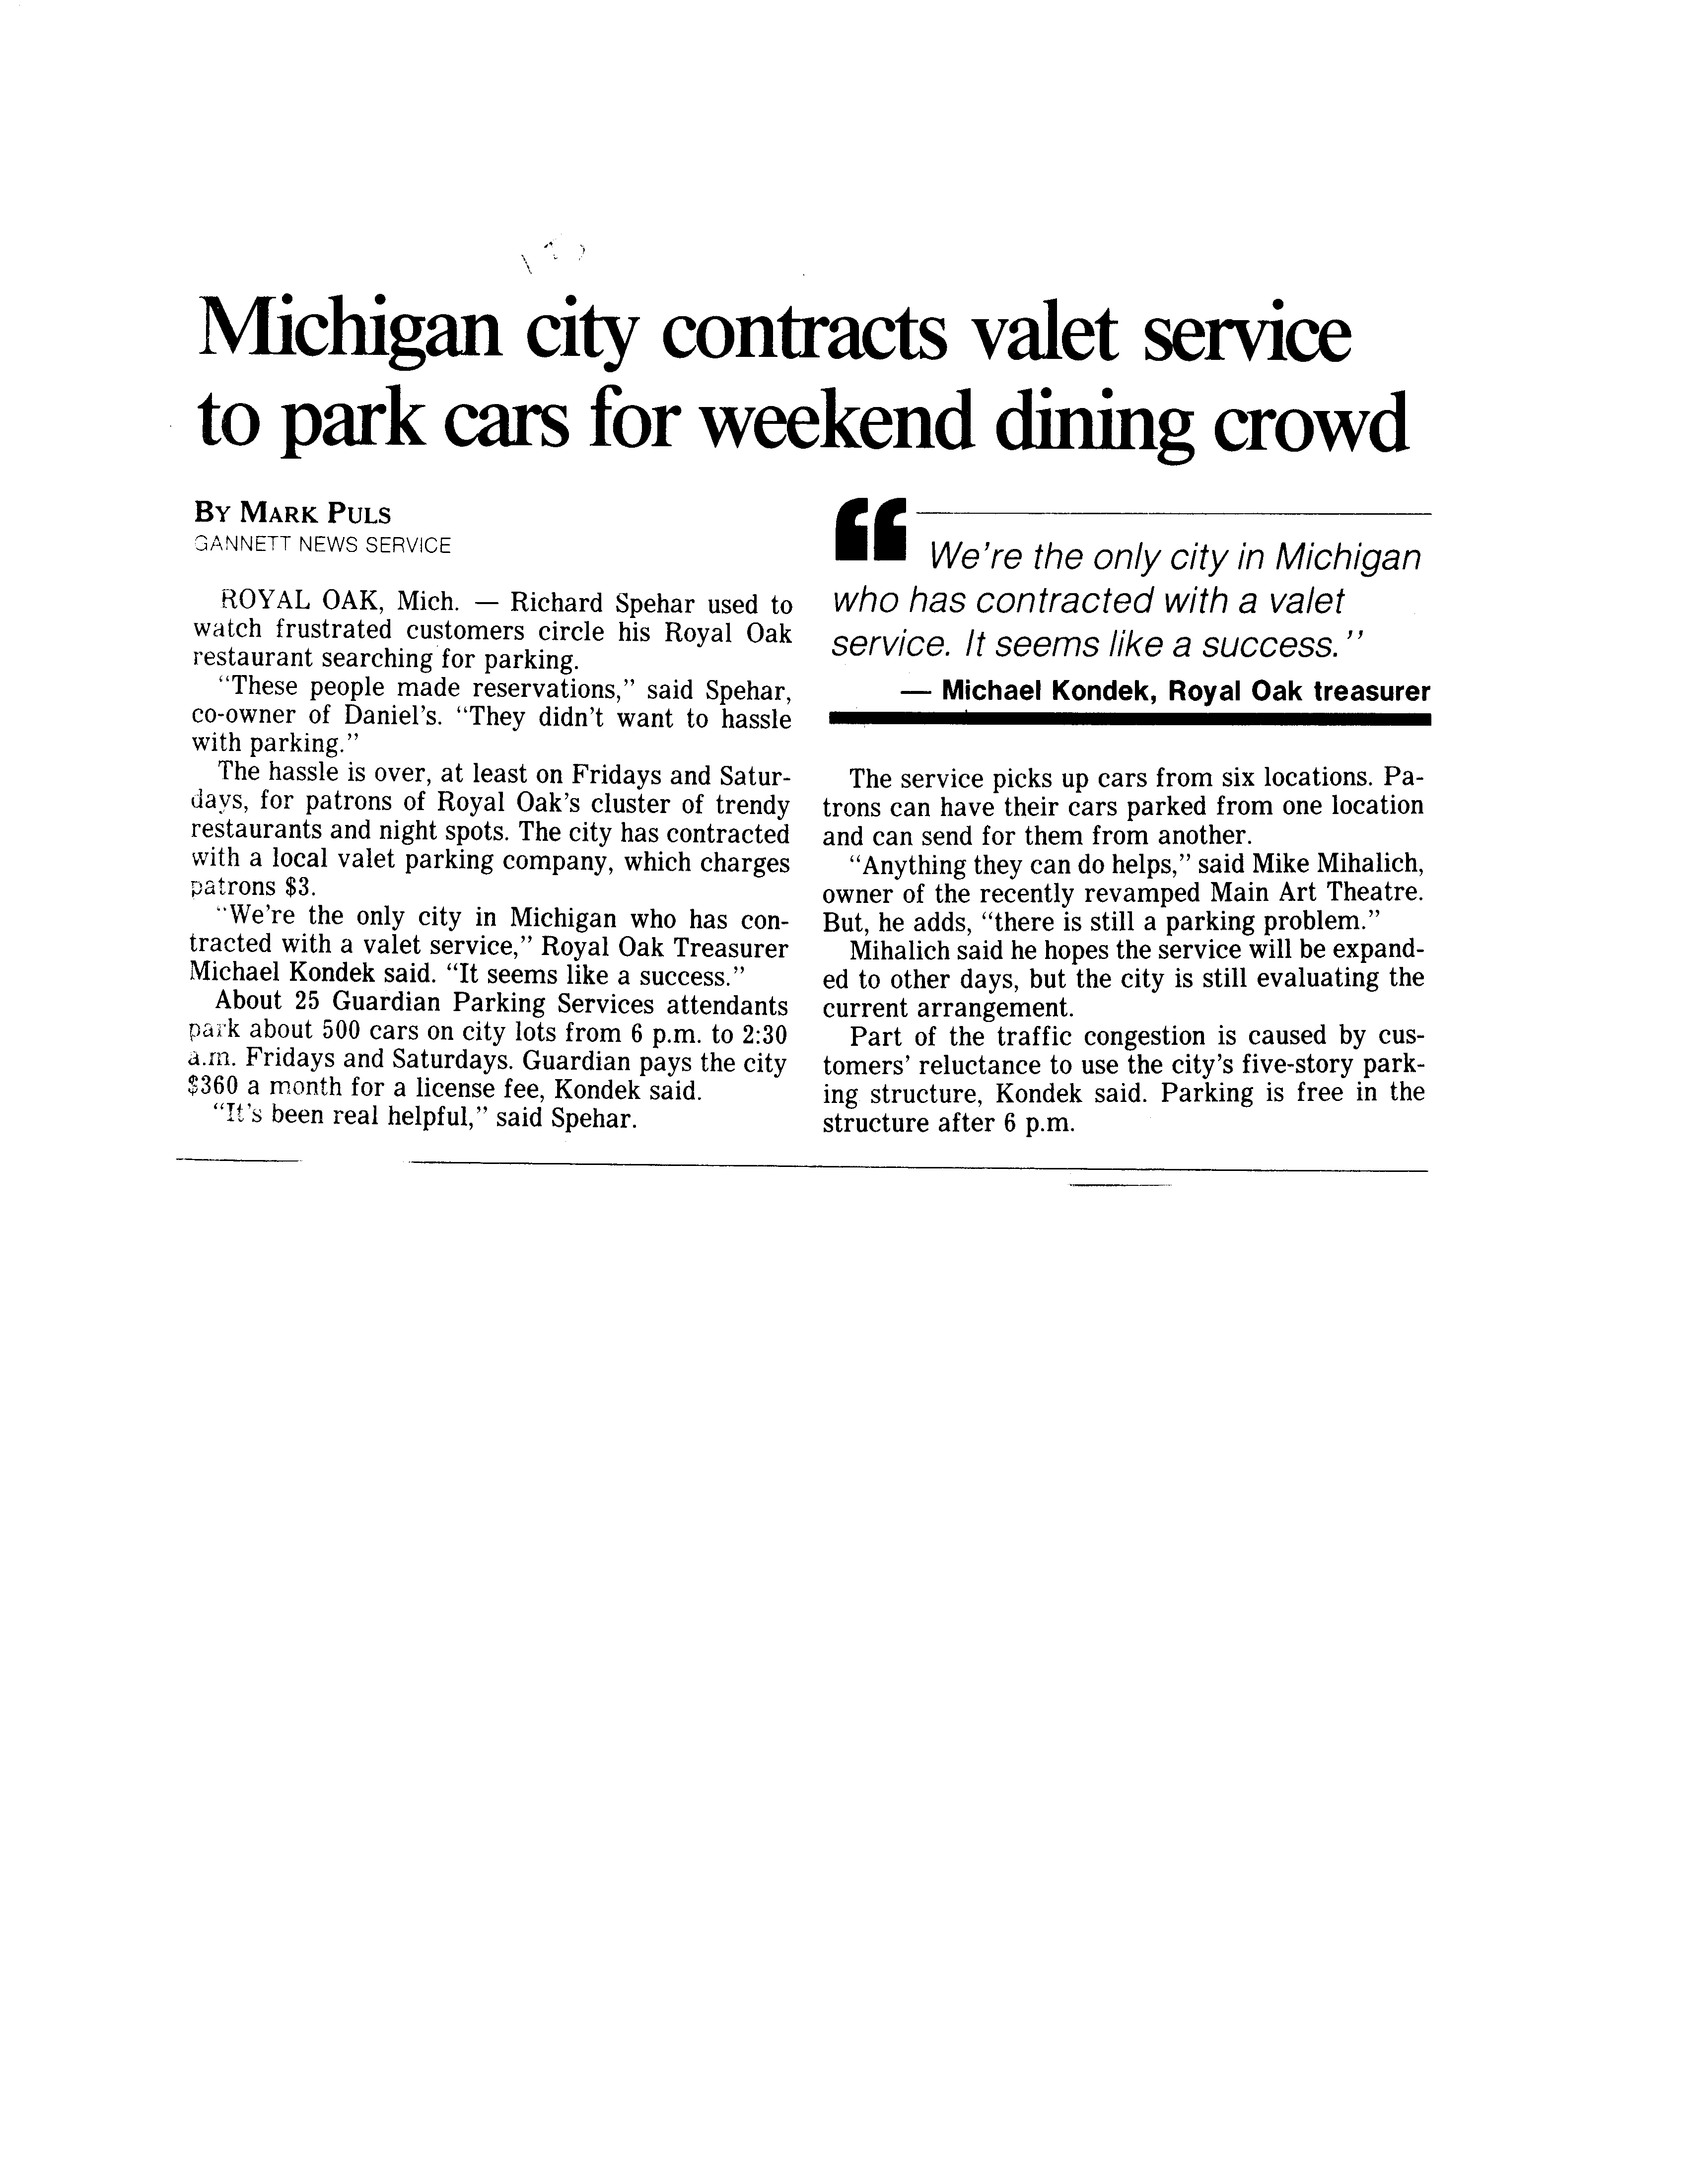 Michigan city contracts valet service
to park cars for weekend dining crowd
BY MARK PULS
GANNETT NEWS SERVICE
ROYAL OAK, Mich. — Richard Spehar used to
watch frustrated customers circle his Royal Oak
restaurant searching for parking.
“These people made reservations,” said Spehar,
co-owner of Daniel’s. “They didn’t want to hassle
with parking.”
The hassle is over, at least on Fridays and Satur-
days, for patrons of Royal Oak’s cluster of trendy
restaurants and night spots. The city has contracted
with a local valet parking company, which charges
patrons $3.
“We’re the only city in Michigan who has con-
tracted with a valet service,” Royal Oak Treasurer
Michael Kondek said. “It seems like a success.”
About 25 Guardian Parking Services attendants
park about 500 cars on city lots from 6 p.m. to 2:30
a.m. Fridays and Saturdays. Guardian pays the city
$360 a month for a license fee, Kondek said.
“It’s been real helpful,” said Spehar.
“ We’re the only city in Michigan
who has contracted with a valet
service. It seems like a success.”
— Michael Kondek, Royal Oak treasurer
The service picks up cars from six locations. Pa-
trons can have their cars parked from one location
and can send for them from another.
“Anything they can do helps,” said Mike Mihalich,
owner of the recently revamped Main Art Theatre.
But, he adds, “there is still a parking problem.”
Mihalich said he hopes the service will be expand-
ed to other days, but the city is still evaluating the
current arrangement.
Part of the traffic congestion is caused by cus-
tomers’ reluctance to use the city’s five-story park-
ing structure, Kondek said. Parking is free in the
structure after 6 p.m.